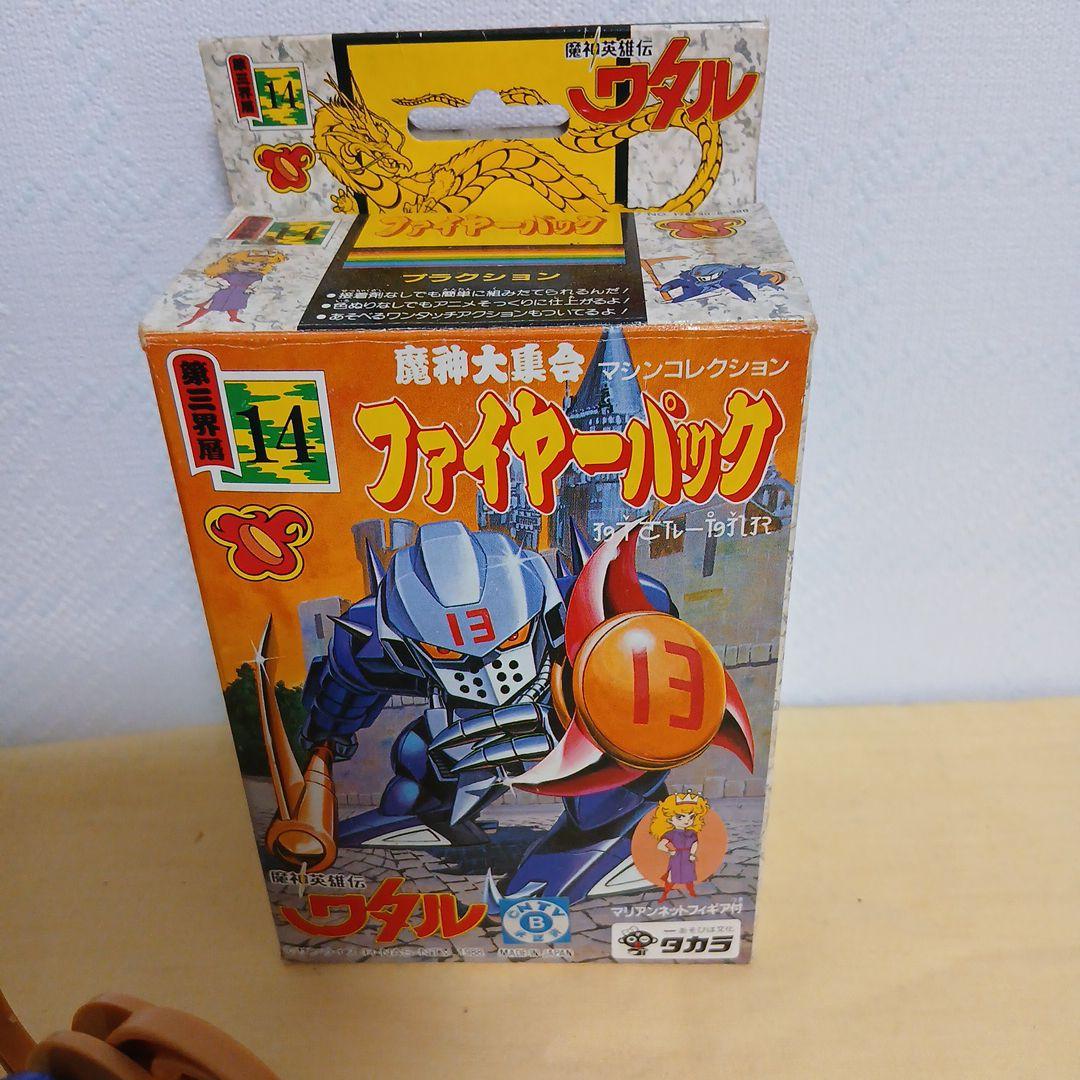 第三界層
14
魔神英雄伝
ワタル
ファイヤーパック
14
プラクション
●接着剤なしでも簡単に組みたてられるんだ!
●色ぬりなしでもアニメそっくりに仕上がるよ!
●あそべるワンタッチアクションもついてるよ!
第三界層
14
魔神大集合 マシンコレクション
ファイヤーパック
13
13
魔神英雄伝
ワタル
NTV
B
マリアンネットフィギア付
あそびは文化
タカラ
1988 MADE IN JAPAN